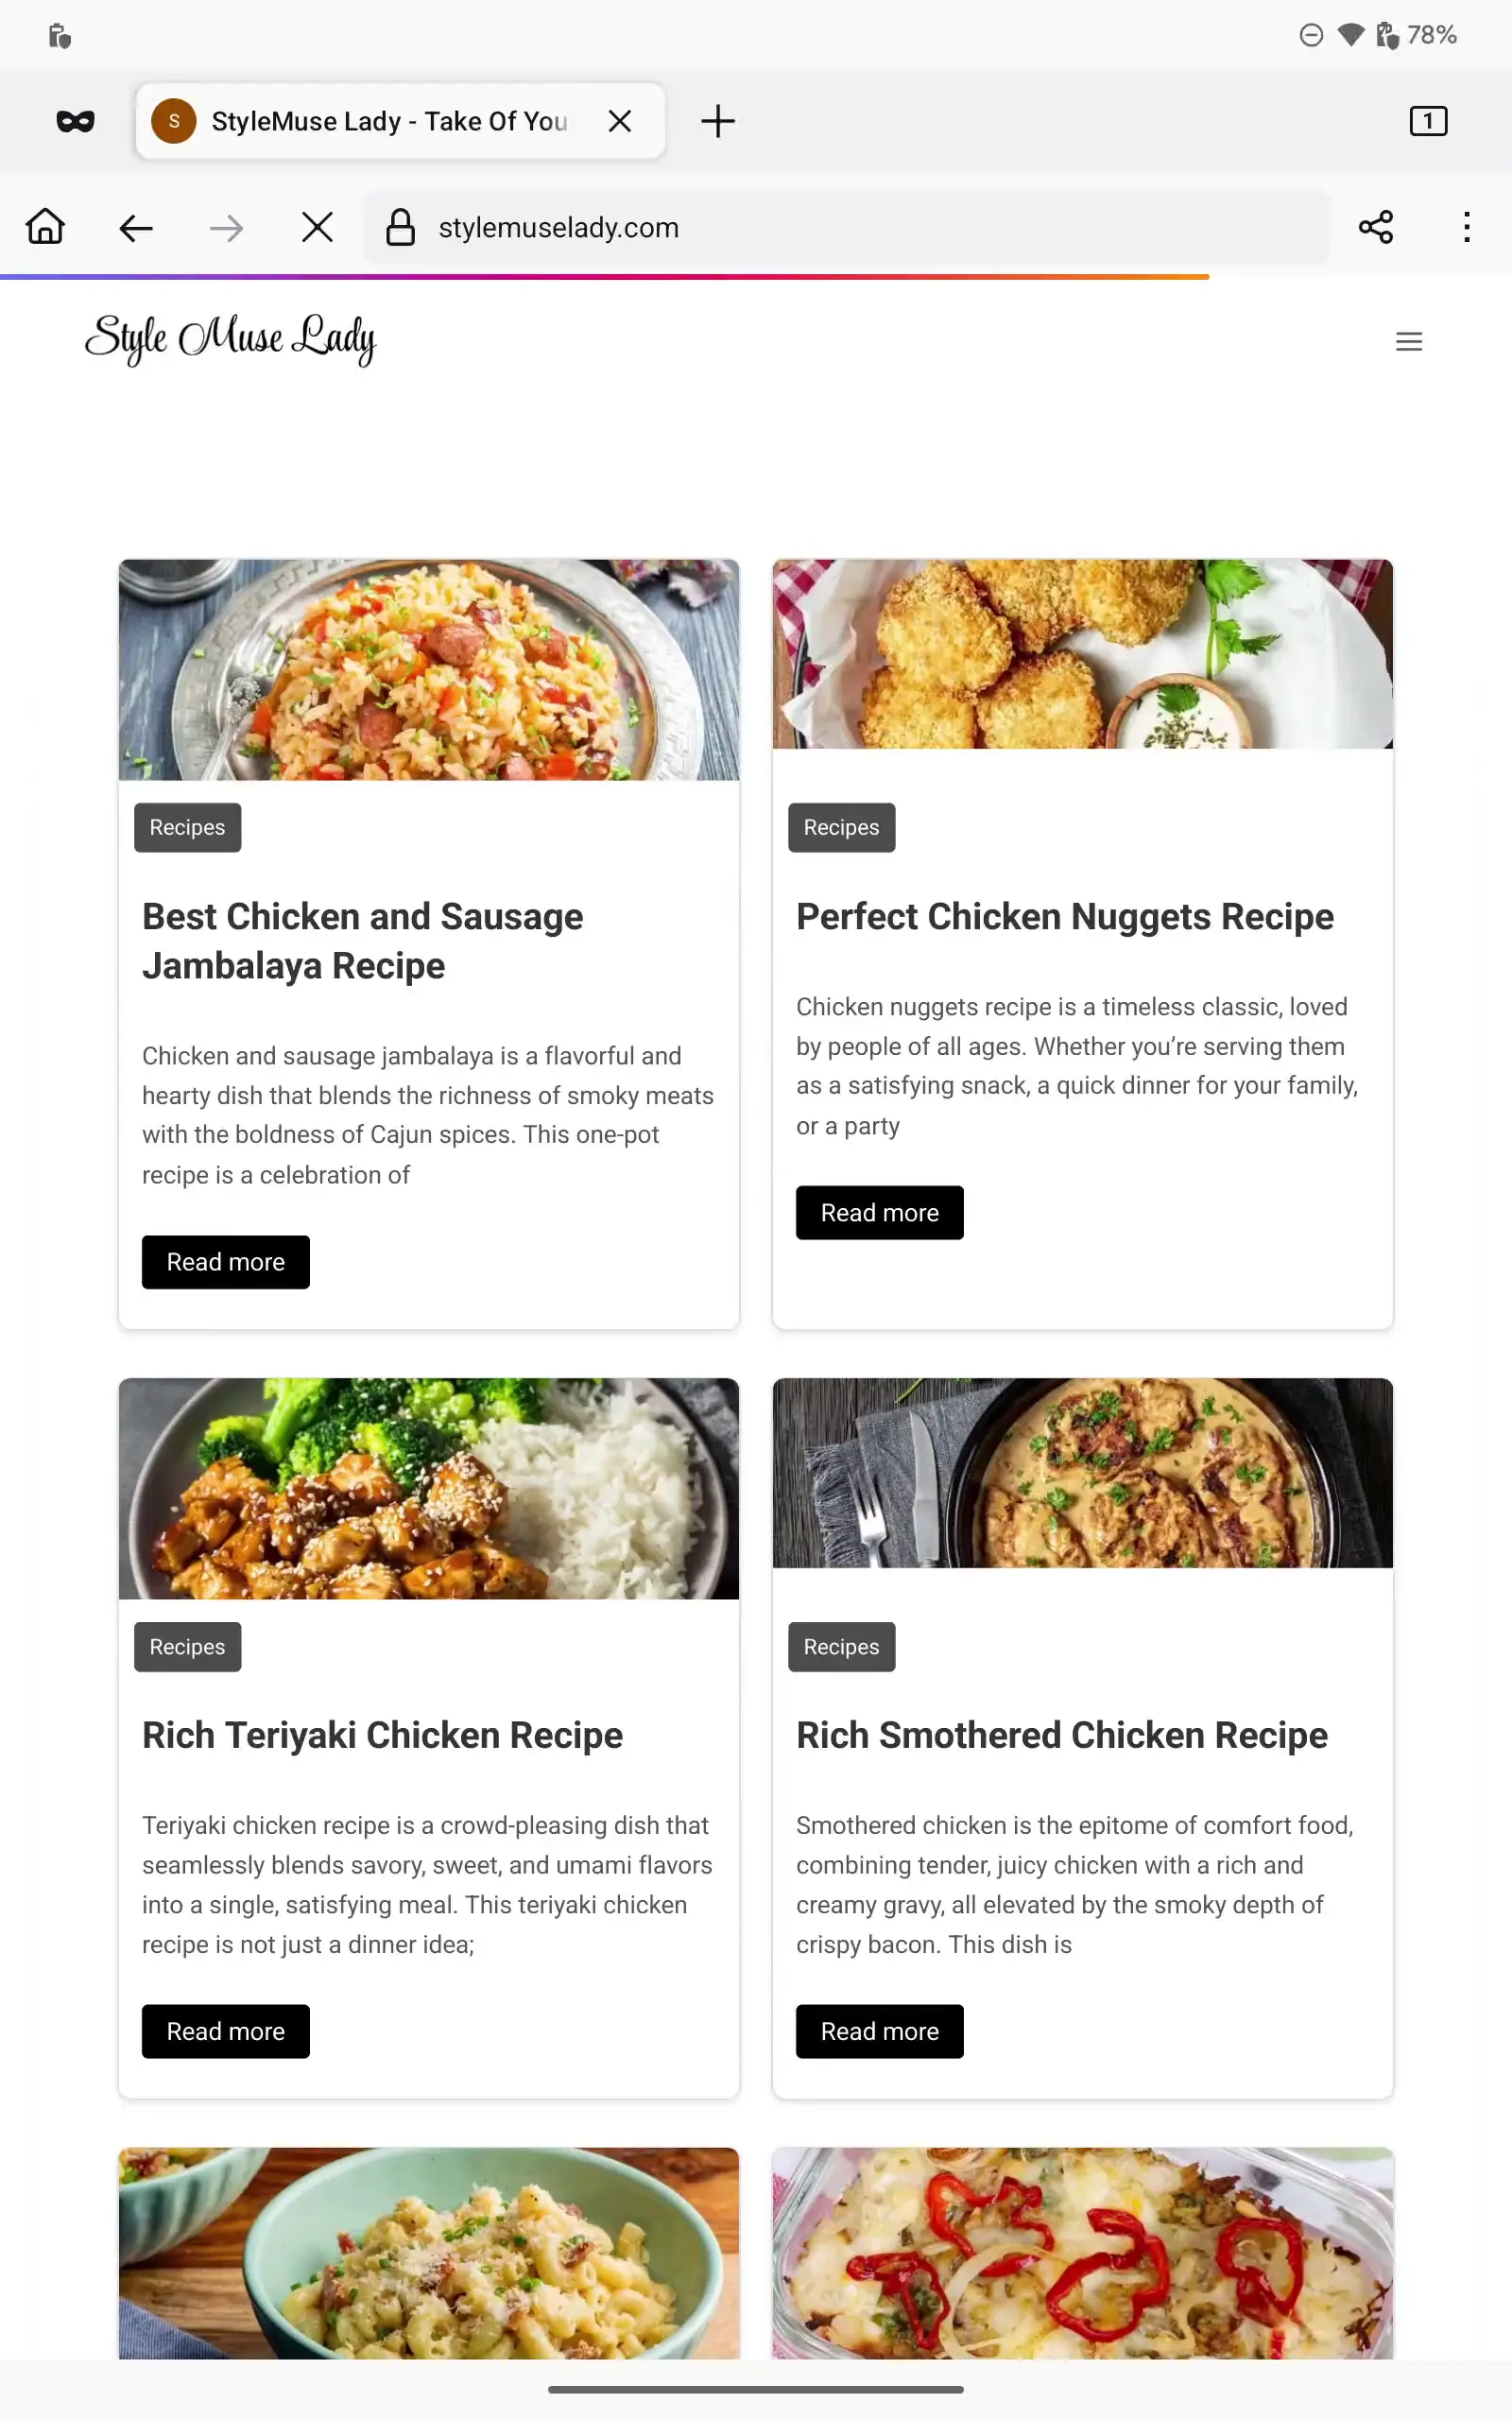 78%
S StyleMuse Lady - Take Of You
1
stylemuselady.com
Style Muse Lady
Recipes
Best Chicken and Sausage
Jambalaya Recipe
Chicken and sausage jambalaya is a flavorful and
hearty dish that blends the richness of smoky meats
with the boldness of Cajun spices. This one-pot
recipe is a celebration of
Read more
Recipes
Perfect Chicken Nuggets Recipe
Chicken nuggets recipe is a timeless classic, loved
by people of all ages. Whether you’re serving them
as a satisfying snack, a quick dinner for your family,
or a party
Read more
Recipes
Rich Teriyaki Chicken Recipe
Teriyaki chicken recipe is a crowd-pleasing dish that
seamlessly blends savory, sweet, and umami flavors
into a single, satisfying meal. This teriyaki chicken
recipe is not just a dinner idea;
Read more
Recipes
Rich Smothered Chicken Recipe
Smothered chicken is the epitome of comfort food,
combining tender, juicy chicken with a rich and
creamy gravy, all elevated by the smoky depth of
crispy bacon. This dish is
Read more